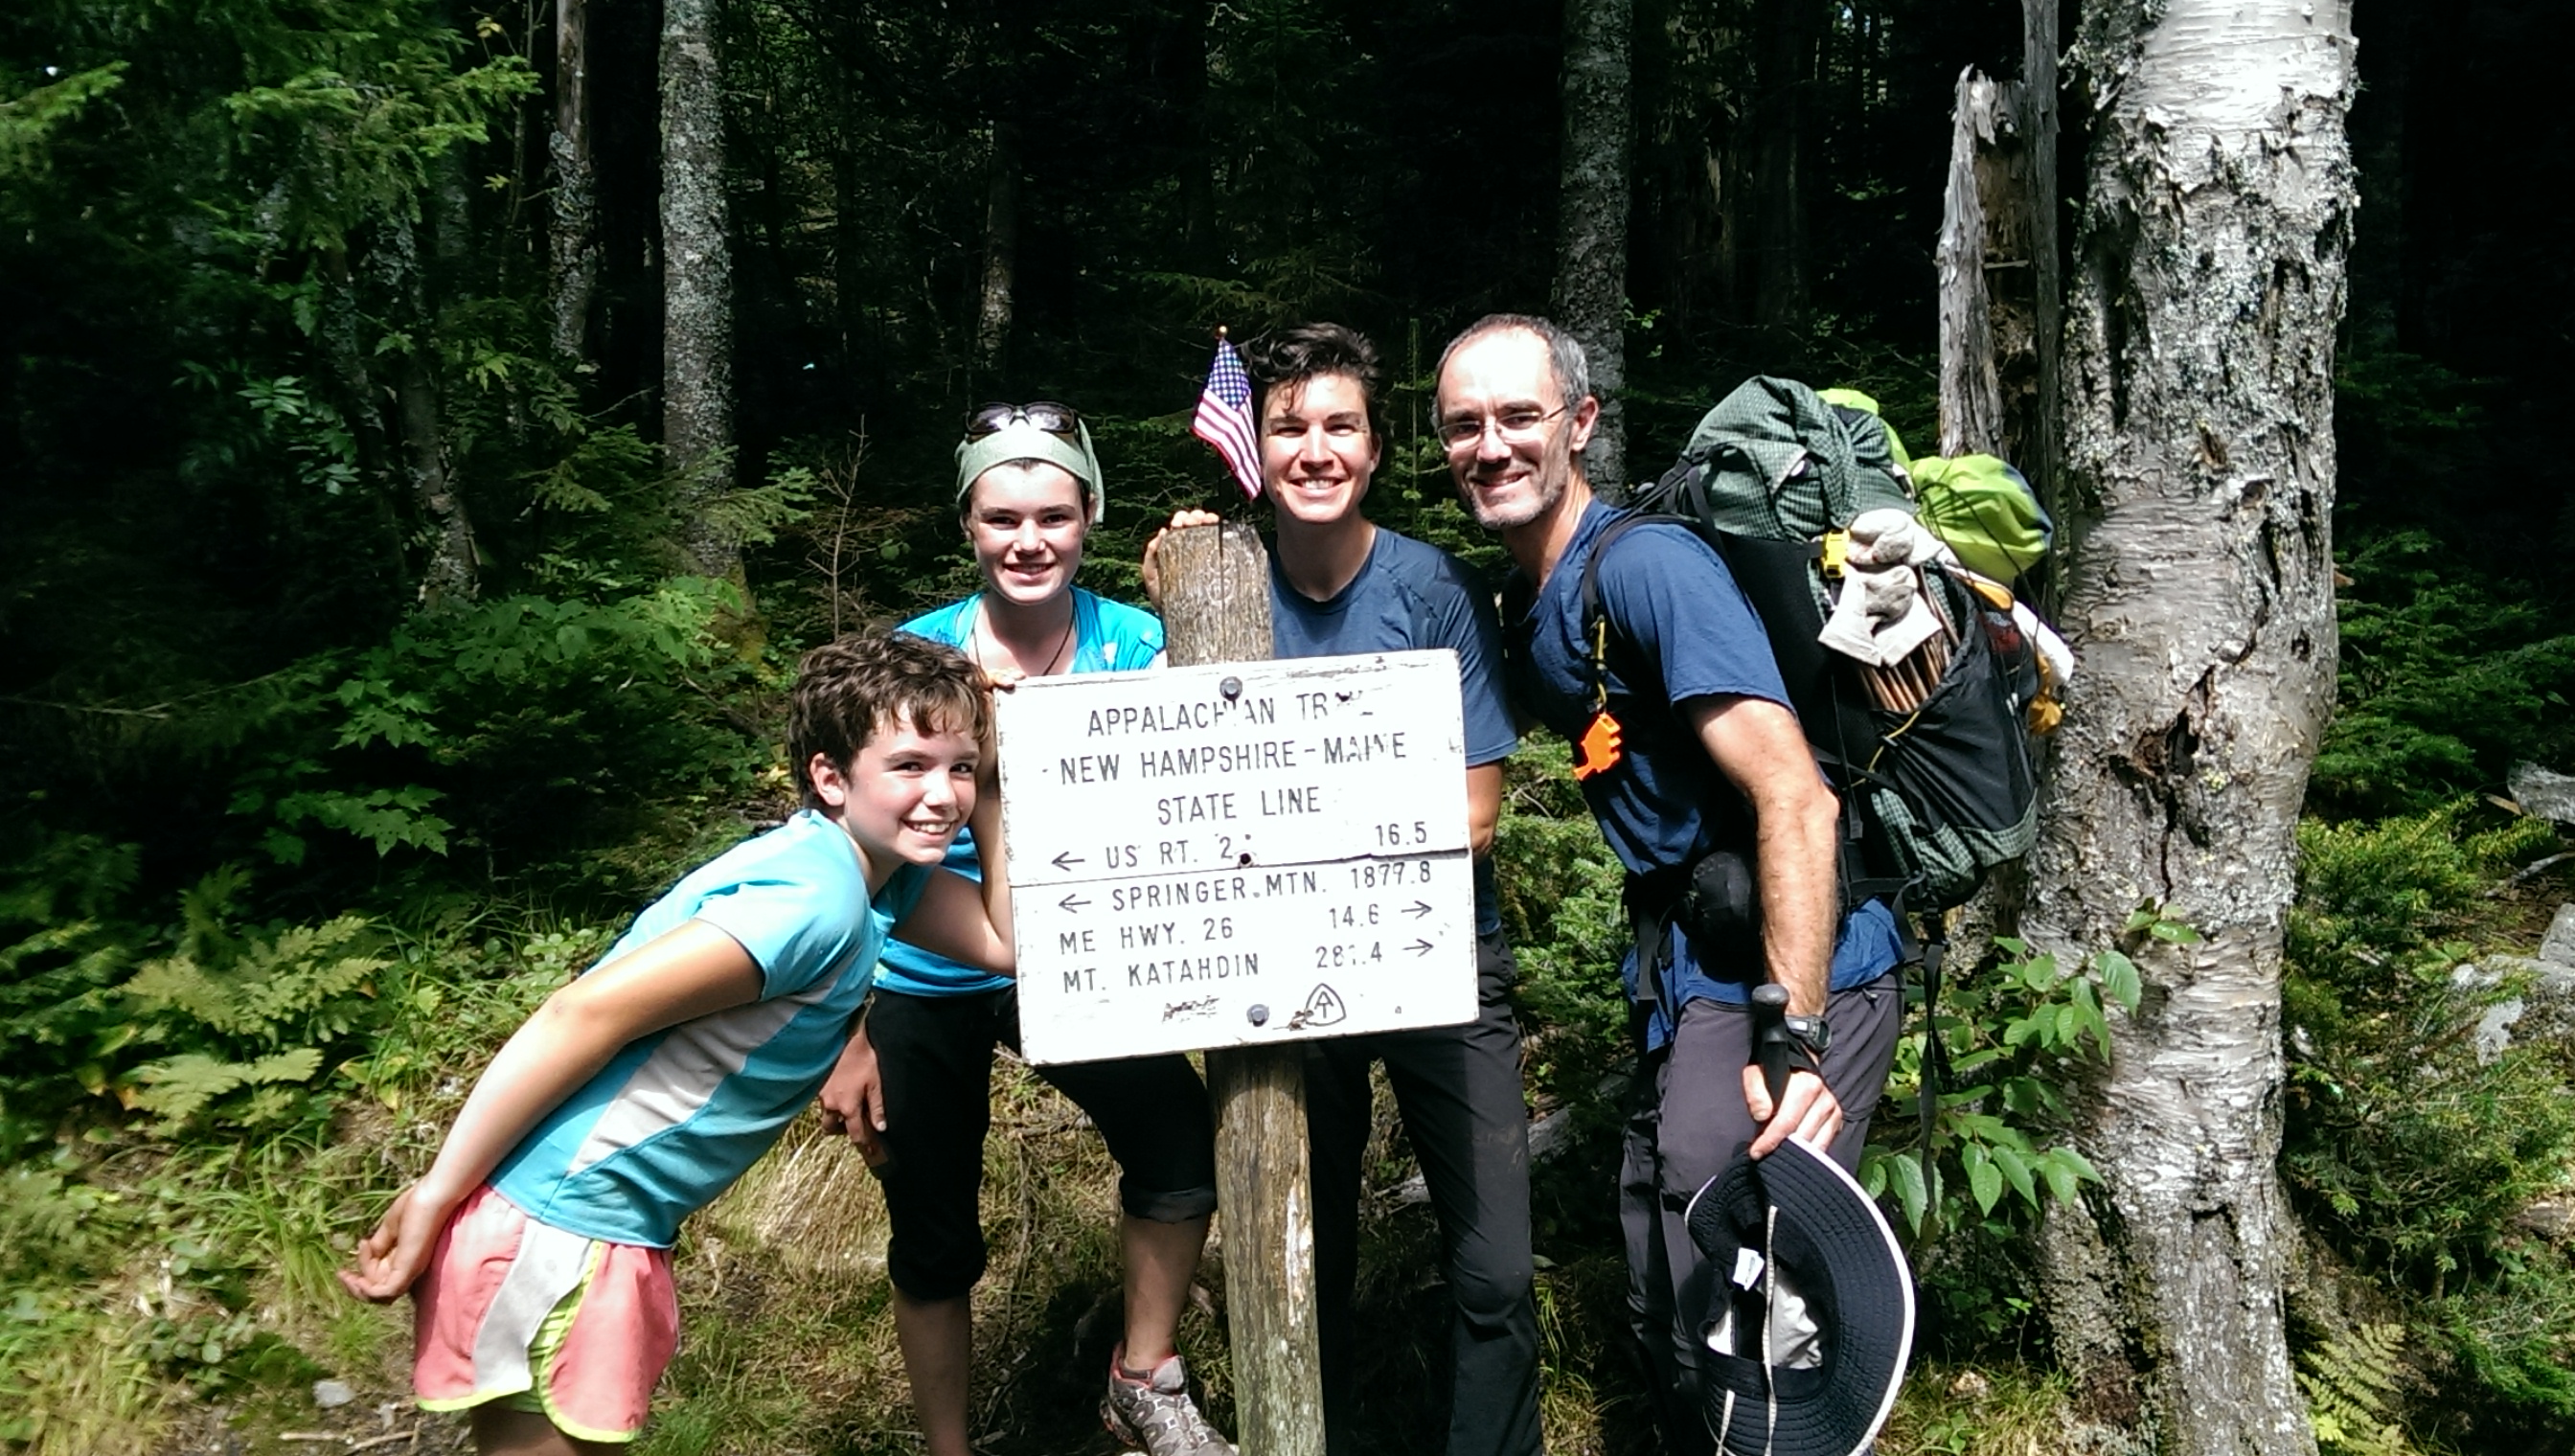 APPALACHIAN TRAIL
NEW HAMPSHIRE-MAINE
STATE LINE
← US RT. 2 16.5
← SPRINGER MTN. 1877.8
ME HWY. 26 14.6 →
MT. KATAHDIN →